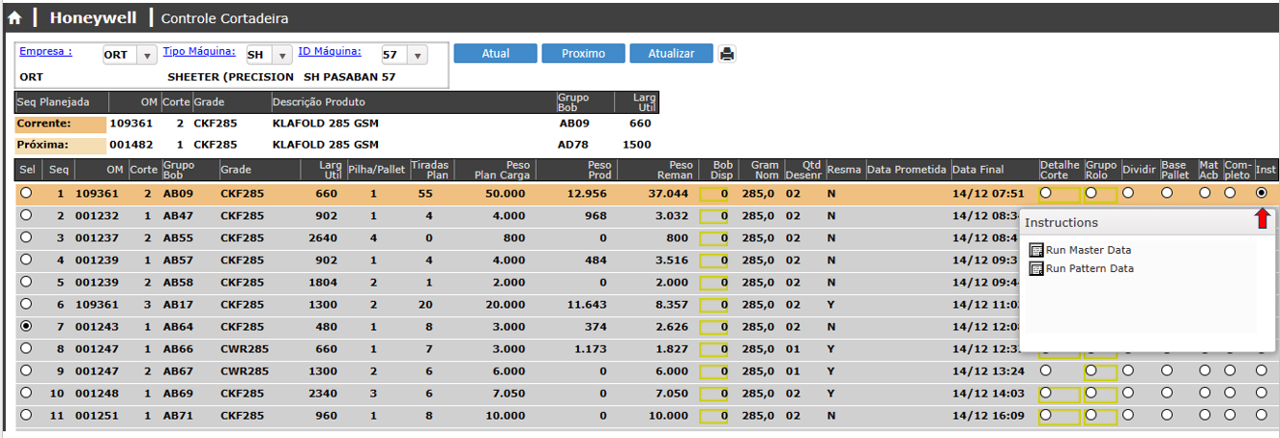 Honeywell Controle Cortadeira
Empresa : ORT Tipo Máquina: SH ID Máquina: 57 Atual Proximo Atualizar
ORT SHEETER (PRECISION SH PASABAN 57
Seq Planejada OM Corte Grade Descrição Produto Grupo Bob Larg Util
Corrente: 109361 2 CKF285 KLAFOLD 285 GSM AB09 660
Próxima: 001482 1 CKF285 KLAFOLD 285 GSM AD78 1500
Sel Seq OM Corte Grupo Bob Grade Larg Util Pilha/Pallet Tiradas Plan Peso Plan Carga Peso Prod Peso Reman Bob Disp Gram Nom Qtd Desenr Resma Data Prometida Data Final Detalhe Corte Grupo Rolo Dividir Base Pallet Mat Acb Com-pleto Inst
1 109361 2 AB09 CKF285 660 1 55 50.000 12.956 37.044 0 285,0 02 N 14/12 07:51
2 001232 1 AB47 CKF285 902 1 4 4.000 968 3.032 0 285,0 02 N 14/12 08:3
3 001237 2 AB55 CKF285 2640 4 0 800 0 800 0 285,0 02 N 14/12 08:4
4 001239 1 AB57 CKF285 902 1 4 4.000 484 3.516 0 285,0 02 N 14/12 09:3
5 001239 2 AB58 CKF285 1804 2 1 2.000 0 2.000 0 285,0 02 N 14/12 09:4
6 109361 3 AB17 CKF285 1300 2 20 20.000 11.643 8.357 0 285,0 02 Y 14/12 11:0
7 001243 1 AB64 CKF285 480 1 8 3.000 374 2.626 0 285,0 02 N 14/12 12:0
8 001247 1 AB66 CWR285 660 1 7 3.000 1.173 1.827 0 285,0 01 Y 14/12 12:3
9 001247 2 AB67 CWR285 1300 2 6 6.000 0 6.000 0 285,0 01 Y 14/12 13:24
10 001248 1 AB69 CKF285 2340 3 6 7.050 0 7.050 0 285,0 02 Y 14/12 14:03
11 001251 1 AB71 CKF285 960 1 8 10.000 0 10.000 0 285,0 02 N 14/12 16:09
Instructions
Run Master Data
Run Pattern Data